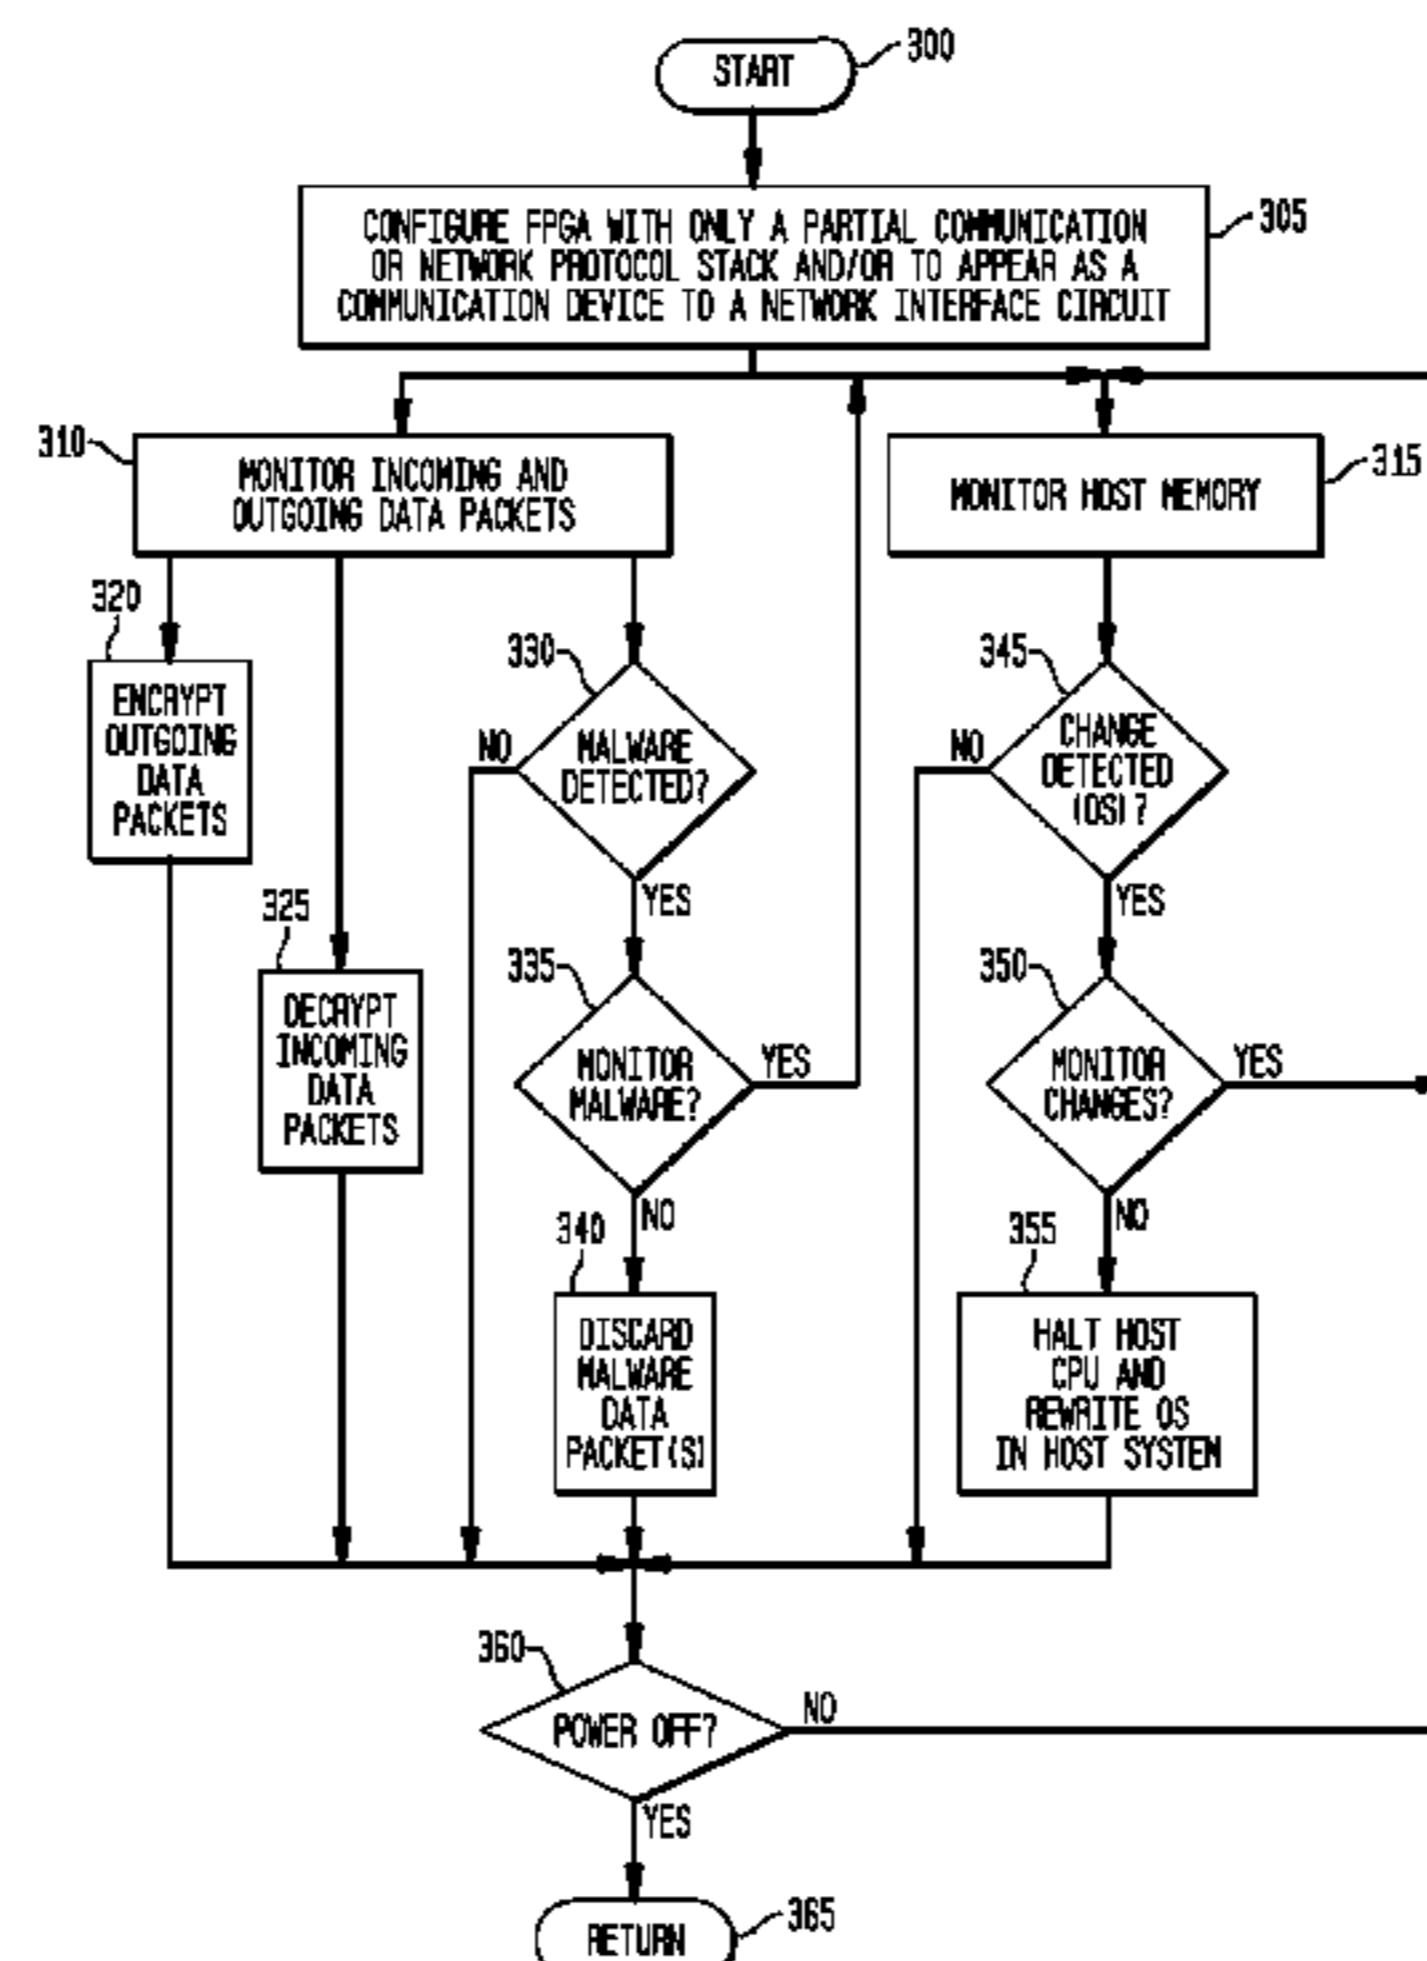 START
300
CONFIGURE FPGA WITH ONLY A PARTIAL COMMUNICATION
OR NETWORK PROTOCOL STACK AND/OR TO APPEAR AS A
COMMUNICATION DEVICE TO A NETWORK INTERFACE CIRCUIT
305
310
MONITOR INCOMING AND
OUTGOING DATA PACKETS
MONITOR HOST MEMORY
315
320
ENCRYPT
OUTGOING
DATA
PACKETS
325
DECRYPT
INCOMING
DATA
PACKETS
330
NO
MALWARE
DETECTED?
YES
335
MONITOR
MALWARE?
YES
NO
340
DISCARD
MALWARE
DATA
PACKET(S)
345
NO
CHANGE
DETECTED
(OS)?
YES
350
MONITOR
CHANGES?
YES
NO
355
HALT HOST
CPU AND
REWRITE OS
IN HOST SYSTEM
360
POWER OFF?
NO
YES
RETURN
365